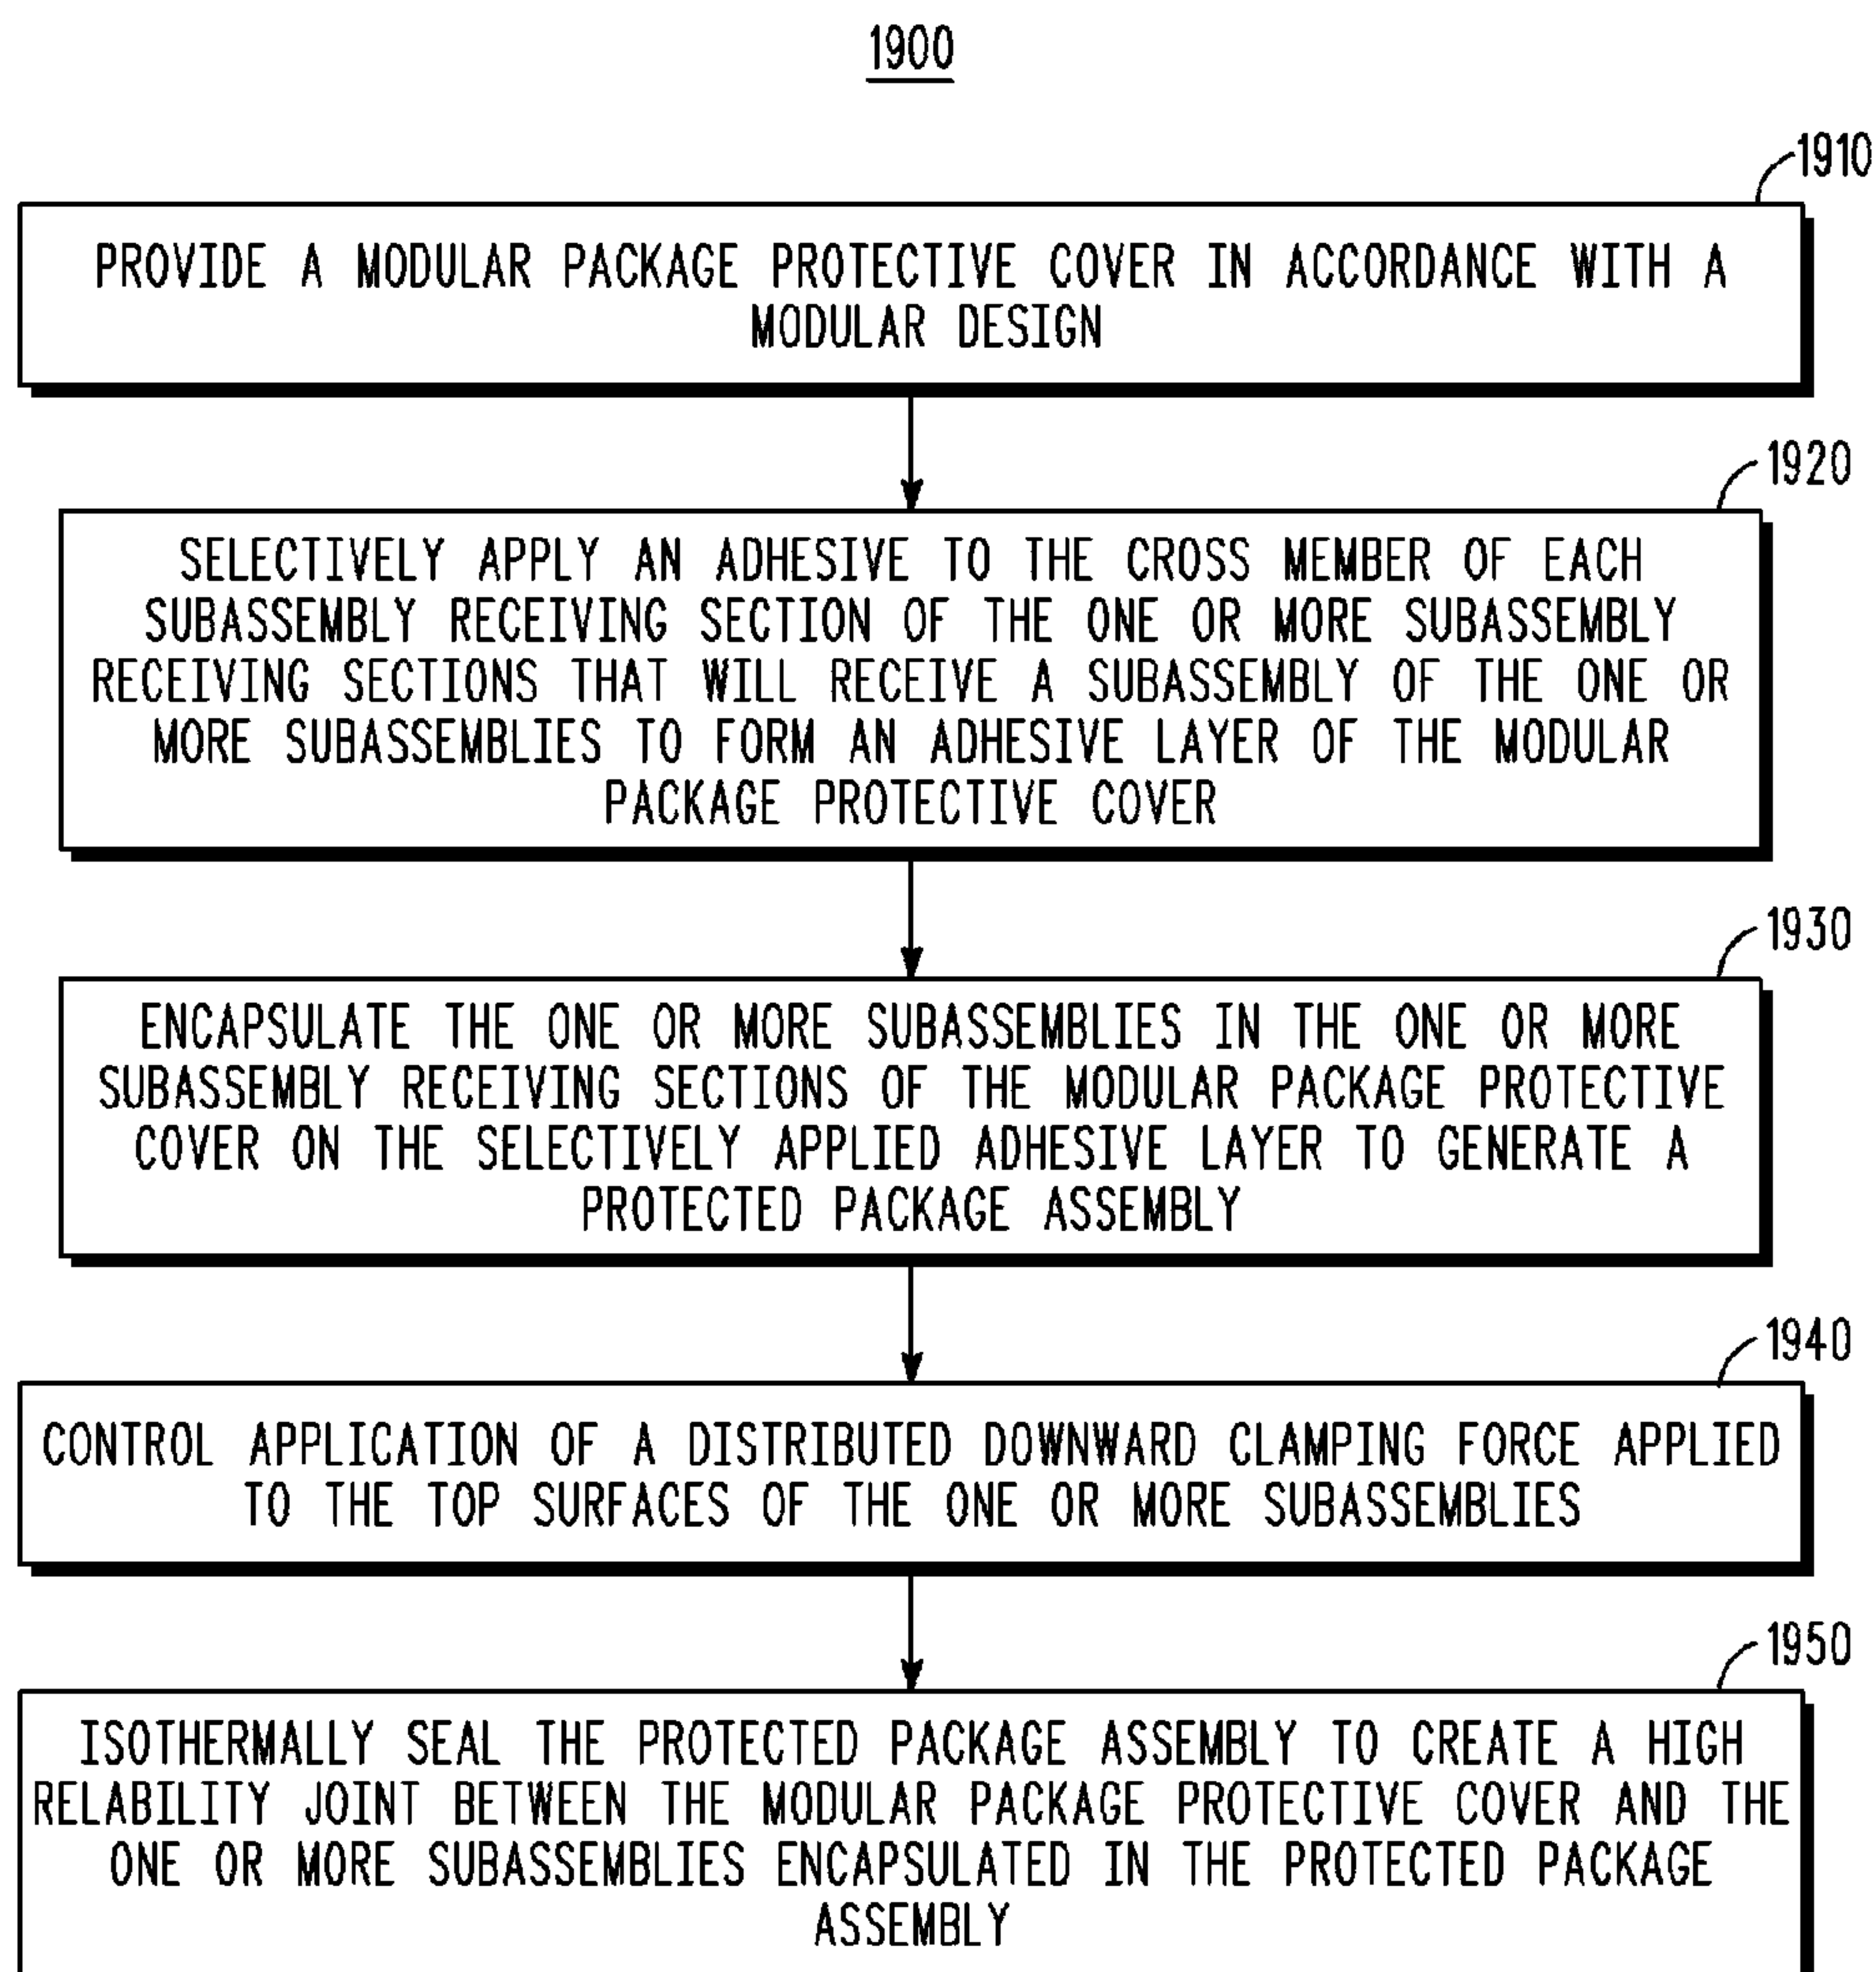 1900
1910
PROVIDE A MODULAR PACKAGE PROTECTIVE COVER IN ACCORDANCE WITH A
MODULAR DESIGN
1920
SELECTIVELY APPLY AN ADHESIVE TO THE CROSS MEMBER OF EACH
SUBASSEMBLY RECEIVING SECTION OF THE ONE OR MORE SUBASSEMBLY
RECEIVING SECTIONS THAT WILL RECEIVE A SUBASSEMBLY OF THE ONE OR
MORE SUBASSEMBLIES TO FORM AN ADHESIVE LAYER OF THE MODULAR
PACKAGE PROTECTIVE COVER
1930
ENCAPSULATE THE ONE OR MORE SUBASSEMBLIES IN THE ONE OR MORE
SUBASSEMBLY RECEIVING SECTIONS OF THE MODULAR PACKAGE PROTECTIVE
COVER ON THE SELECTIVELY APPLIED ADHESIVE LAYER TO GENERATE A
PROTECTED PACKAGE ASSEMBLY
1940
CONTROL APPLICATION OF A DISTRIBUTED DOWNWARD CLAMPING FORCE APPLIED
TO THE TOP SURFACES OF THE ONE OR MORE SUBASSEMBLIES
1950
ISOTHERMALLY SEAL THE PROTECTED PACKAGE ASSEMBLY TO CREATE A HIGH
RELABILITY JOINT BETWEEN THE MODULAR PACKAGE PROTECTIVE COVER AND THE
ONE OR MORE SUBASSEMBLIES ENCAPSULATED IN THE PROTECTED PACKAGE
ASSEMBLY